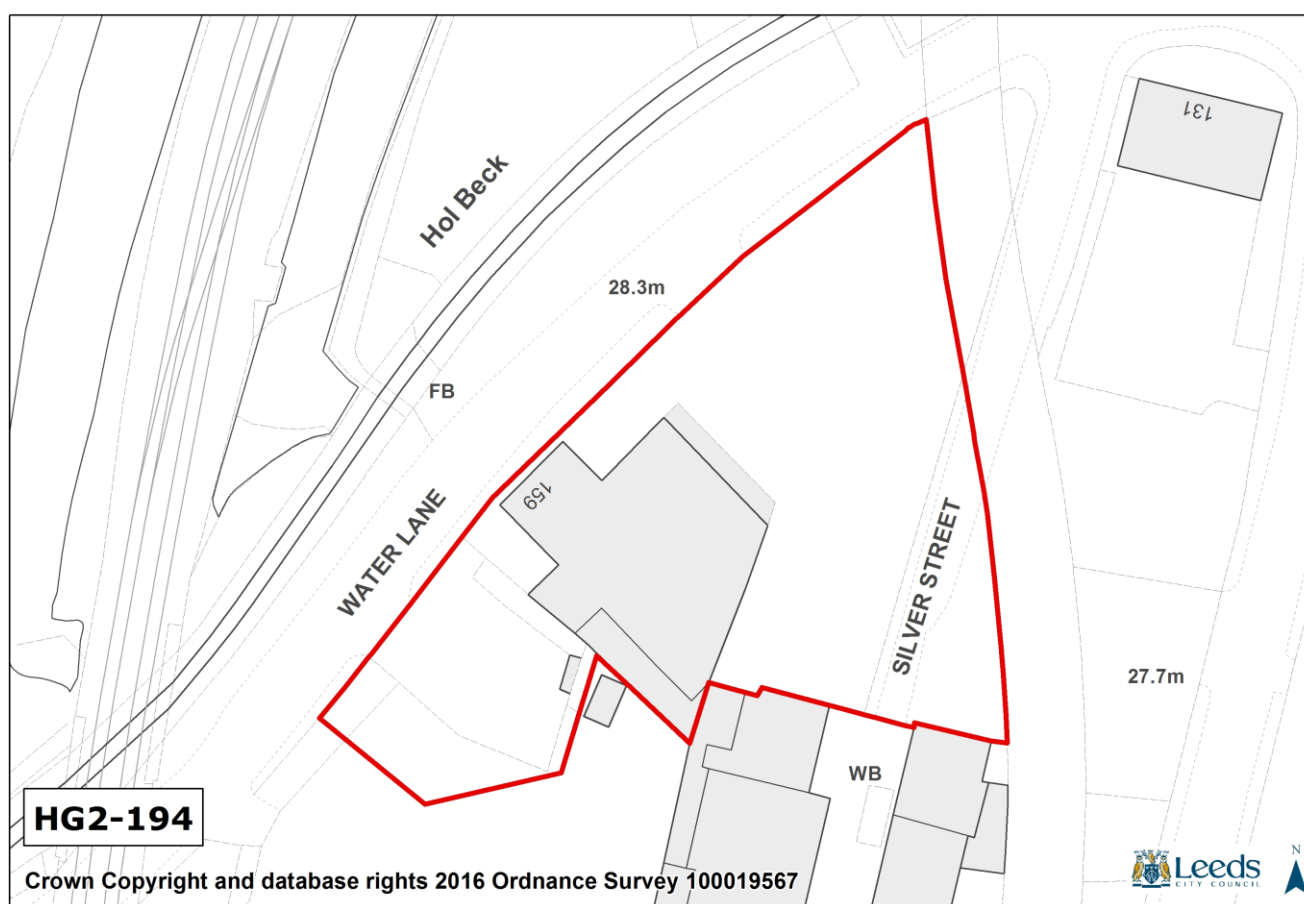 131
Hol Beck
28.3m
FB
159
WATER LANE
SILVER STREET
27.7m
WB
HG2-194
Crown Copyright and database rights 2016 Ordnance Survey 100019567
Leeds
CITY COUNCIL
N